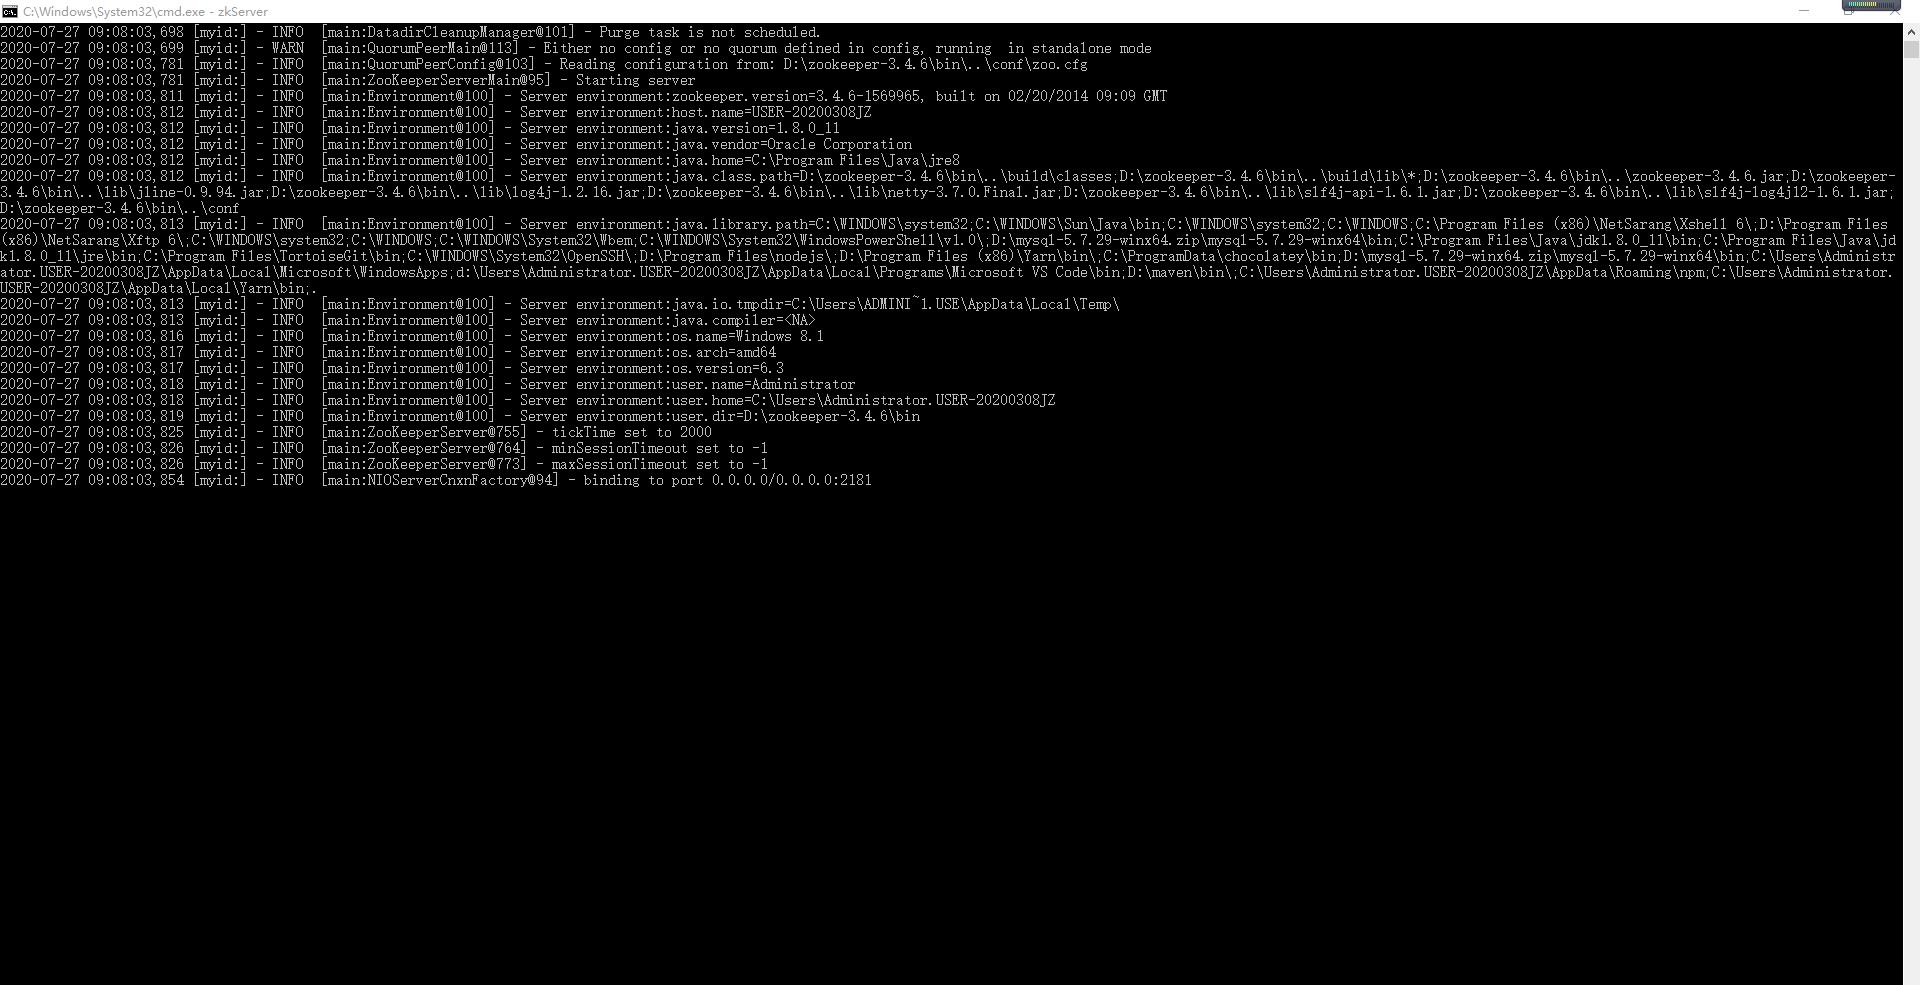 C:\Windows\System32\cmd.exe - zkServer
2020-07-27 09:08:03,698 [myid:] - INFO  [main:DatadirCleanupManager@101] - Purge task is not scheduled.
2020-07-27 09:08:03,699 [myid:] - WARN  [main:QuorumPeerMain@113] - Either no config or no quorum defined in config, running  in standalone mode
2020-07-27 09:08:03,781 [myid:] - INFO  [main:QuorumPeerConfig@103] - Reading configuration from: D:\zookeeper-3.4.6\bin\..\conf\zoo.cfg
2020-07-27 09:08:03,781 [myid:] - INFO  [main:ZooKeeperServerMain@95] - Starting server
2020-07-27 09:08:03,811 [myid:] - INFO  [main:Environment@100] - Server environment:zookeeper.version=3.4.6-1569965, built on 02/20/2014 09:09 GMT
2020-07-27 09:08:03,812 [myid:] - INFO  [main:Environment@100] - Server environment:host.name=USER-20200308JZ
2020-07-27 09:08:03,812 [myid:] - INFO  [main:Environment@100] - Server environment:java.version=1.8.0_11
2020-07-27 09:08:03,812 [myid:] - INFO  [main:Environment@100] - Server environment:java.vendor=Oracle Corporation
2020-07-27 09:08:03,812 [myid:] - INFO  [main:Environment@100] - Server environment:java.home=C:\Program Files\Java\jre8
2020-07-27 09:08:03,812 [myid:] - INFO  [main:Environment@100] - Server environment:java.class.path=D:\zookeeper-3.4.6\bin\..\build\classes;D:\zookeeper-3.4.6\bin\..\build\lib\*;D:\zookeeper-3.4.6\bin\..\zookeeper-3.4.6.jar;D:\zookeeper-
3.4.6\bin\..\lib\jline-0.9.94.jar;D:\zookeeper-3.4.6\bin\..\lib\log4j-1.2.16.jar;D:\zookeeper-3.4.6\bin\..\lib\netty-3.7.0.Final.jar;D:\zookeeper-3.4.6\bin\..\lib\slf4j-api-1.6.1.jar;D:\zookeeper-3.4.6\bin\..\lib\slf4j-log4j12-1.6.1.jar;
D:\zookeeper-3.4.6\bin\..\conf
2020-07-27 09:08:03,813 [myid:] - INFO  [main:Environment@100] - Server environment:java.library.path=C:\WINDOWS\system32;C:\WINDOWS\Sun\Java\bin;C:\WINDOWS\system32;C:\WINDOWS;C:\Program Files (x86)\NetSarang\Xshell 6\;D:\Program Files
(x86)\NetSarang\Xftp 6\;C:\WINDOWS\system32;C:\WINDOWS;C:\WINDOWS\System32\Wbem;C:\WINDOWS\System32\WindowsPowerShell\v1.0\;D:\mysql-5.7.29-winx64.zip\mysql-5.7.29-winx64\bin;C:\Program Files\Java\jdk1.8.0_11\bin;C:\Program Files\Java\jd
k1.8.0_11\jre\bin;C:\Program Files\TortoiseGit\bin;C:\WINDOWS\System32\OpenSSH\;D:\Program Files\nodejs\;D:\Program Files (x86)\Yarn\bin\;C:\ProgramData\chocolatey\bin;D:\mysql-5.7.29-winx64.zip\mysql-5.7.29-winx64\bin;C:\Users\Administr
ator.USER-20200308JZ\AppData\Local\Microsoft\WindowsApps;d:\Users\Administrator.USER-20200308JZ\AppData\Local\Programs\Microsoft VS Code\bin;D:\maven\bin\;C:\Users\Administrator.USER-20200308JZ\AppData\Roaming\npm;C:\Users\Administrator.
USER-20200308JZ\AppData\Local\Yarn\bin;.
2020-07-27 09:08:03,813 [myid:] - INFO  [main:Environment@100] - Server environment:java.io.tmpdir=C:\Users\ADMINI~1.USE\AppData\Local\Temp\
2020-07-27 09:08:03,813 [myid:] - INFO  [main:Environment@100] - Server environment:java.compiler=<NA>
2020-07-27 09:08:03,816 [myid:] - INFO  [main:Environment@100] - Server environment:os.name=Windows 8.1
2020-07-27 09:08:03,817 [myid:] - INFO  [main:Environment@100] - Server environment:os.arch=amd64
2020-07-27 09:08:03,817 [myid:] - INFO  [main:Environment@100] - Server environment:os.version=6.3
2020-07-27 09:08:03,818 [myid:] - INFO  [main:Environment@100] - Server environment:user.name=Administrator
2020-07-27 09:08:03,818 [myid:] - INFO  [main:Environment@100] - Server environment:user.home=C:\Users\Administrator.USER-20200308JZ
2020-07-27 09:08:03,819 [myid:] - INFO  [main:Environment@100] - Server environment:user.dir=D:\zookeeper-3.4.6\bin
2020-07-27 09:08:03,825 [myid:] - INFO  [main:ZooKeeperServer@755] - tickTime set to 2000
2020-07-27 09:08:03,826 [myid:] - INFO  [main:ZooKeeperServer@764] - minSessionTimeout set to -1
2020-07-27 09:08:03,826 [myid:] - INFO  [main:ZooKeeperServer@773] - maxSessionTimeout set to -1
2020-07-27 09:08:03,854 [myid:] - INFO  [main:NIOServerCnxnFactory@94] - binding to port 0.0.0.0/0.0.0.0:2181